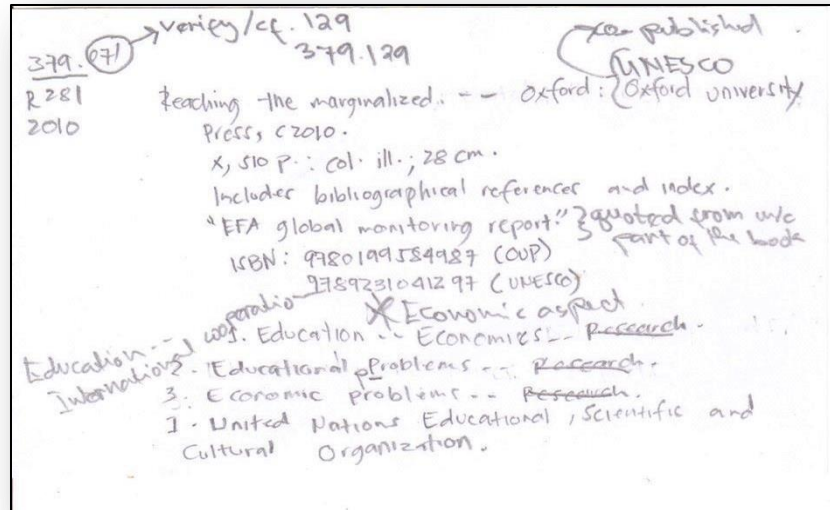 verify/cf. 129
379.129
co-published
UNESCO
379.071
R281
2010
Reaching the marginalized. -- Oxford: Oxford University
Press, c2010.
x, 510 p. : col. ill. ; 28 cm.
Includes bibliographical references and index.
"EFA global monitoring report." quoted from w/c
part of the book
ISBN: 9780199584987 (OUP)
9789231041297 (UNESCO)
Economic aspect
Education -- International cooperation
1. Education -- Economics -- Research.
2. Educational problems -- Research.
3. Economic problems -- Research.
I. United Nations Educational, Scientific and
Cultural Organization.